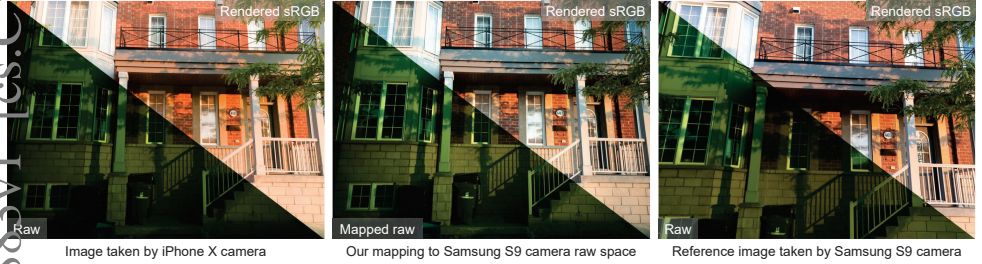 Rendered sRGB
Raw
Image taken by iPhone X camera
Rendered sRGB
Mapped raw
Our mapping to Samsung S9 camera raw space
Rendered sRGB
Raw
Reference image taken by Samsung S9 camera